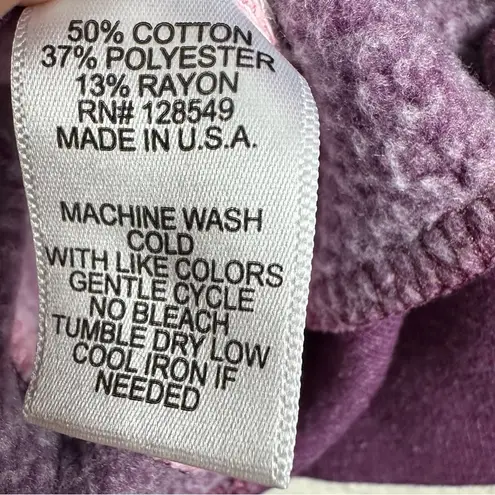 50% COTTON
37% POLYESTER
13% RAYON
RN# 128549
MADE IN U.S.A.
MACHINE WASH
COLD
WITH LIKE COLORS
GENTLE CYCLE
NO BLEACH
TUMBLE DRY LOW
COOL IRON IF
NEEDED